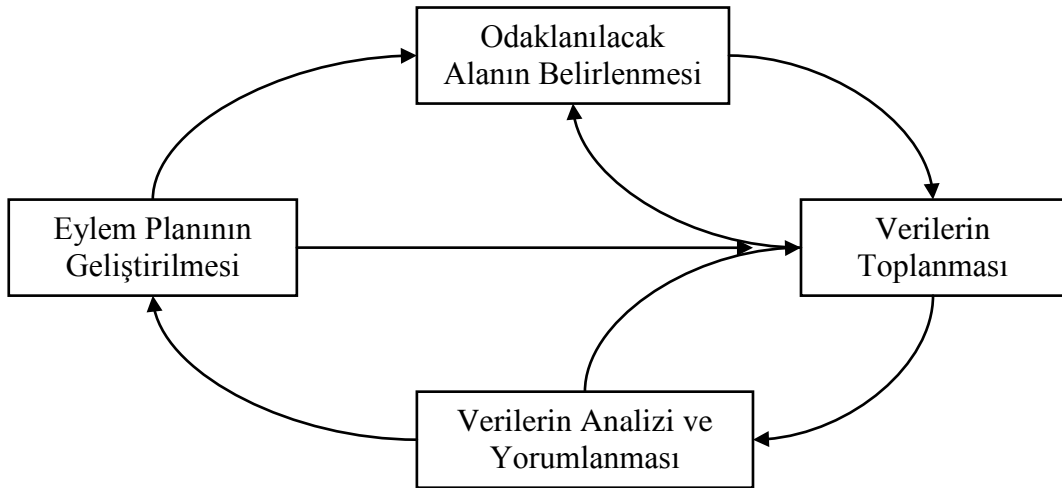 Odaklanılacak
Alanın Belirlenmesi
Eylem Planının
Geliştirilmesi
Verilerin
Toplanması
Verilerin Analizi ve
Yorumlanması